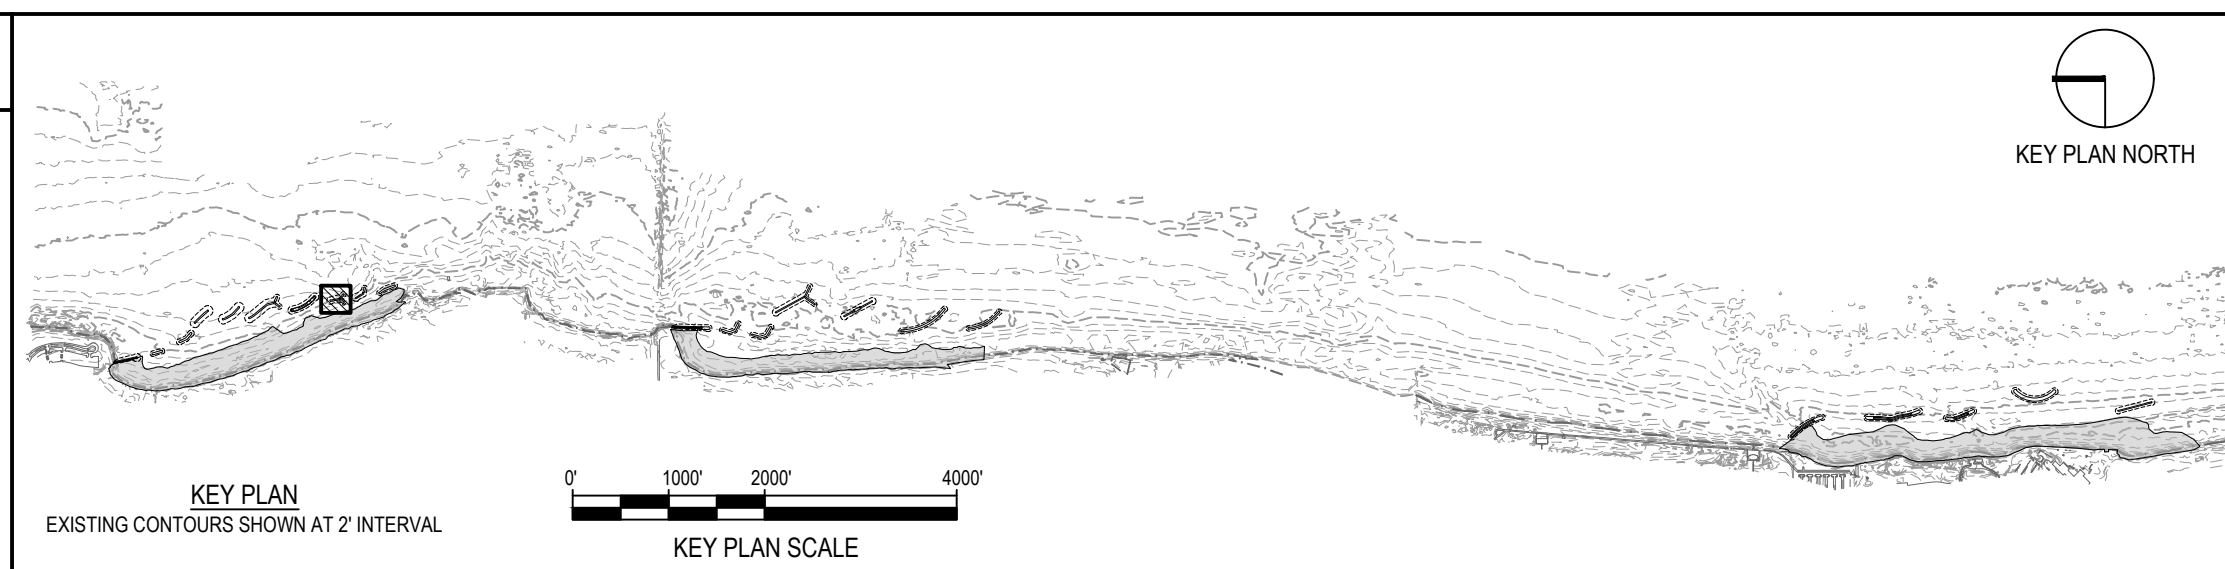 KEY PLAN NORTH
KEY PLAN
EXISTING CONTOURS SHOWN AT 2' INTERVAL
0' 1000' 2000' 4000'
KEY PLAN SCALE